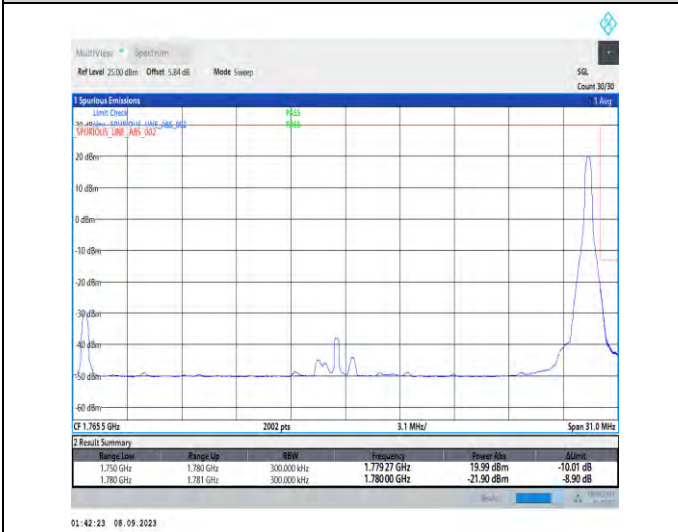 MultiView Spectrum
Ref Level 25.00 dBm Offset 5.84 dB Mode Sweep SGL
Count 30/30
1 Spurious Emissions 1 Avg
Limit Check PASS
PASS
SPURIOUS_LINE_ABS_002
20 dBm
10 dBm
0 dBm
-10 dBm
-20 dBm
-30 dBm
-40 dBm
-50 dBm
-60 dBm
CF 1.7655 GHz 2002 pts 3.1 MHz/ Span 31.0 MHz
2 Result Summary
Range Low Range Up RBW Frequency Power Abs ΔLimit
1.750 GHz 1.780 GHz 300.000 kHz 1.77927 GHz 19.99 dBm -10.01 dB
1.780 GHz 1.781 GHz 300.000 kHz 1.78000 GHz -21.90 dBm -8.90 dB
01:42:23 08.09.2023